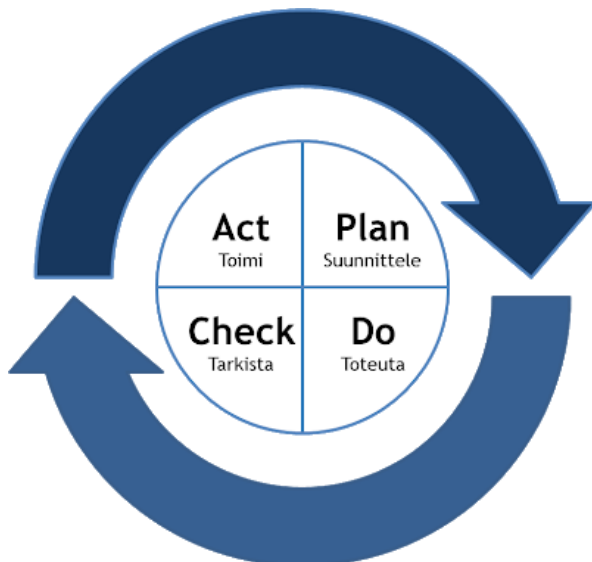 Act
Toimi
Plan
Suunnittele
Check
Tarkista
Do
Toteuta